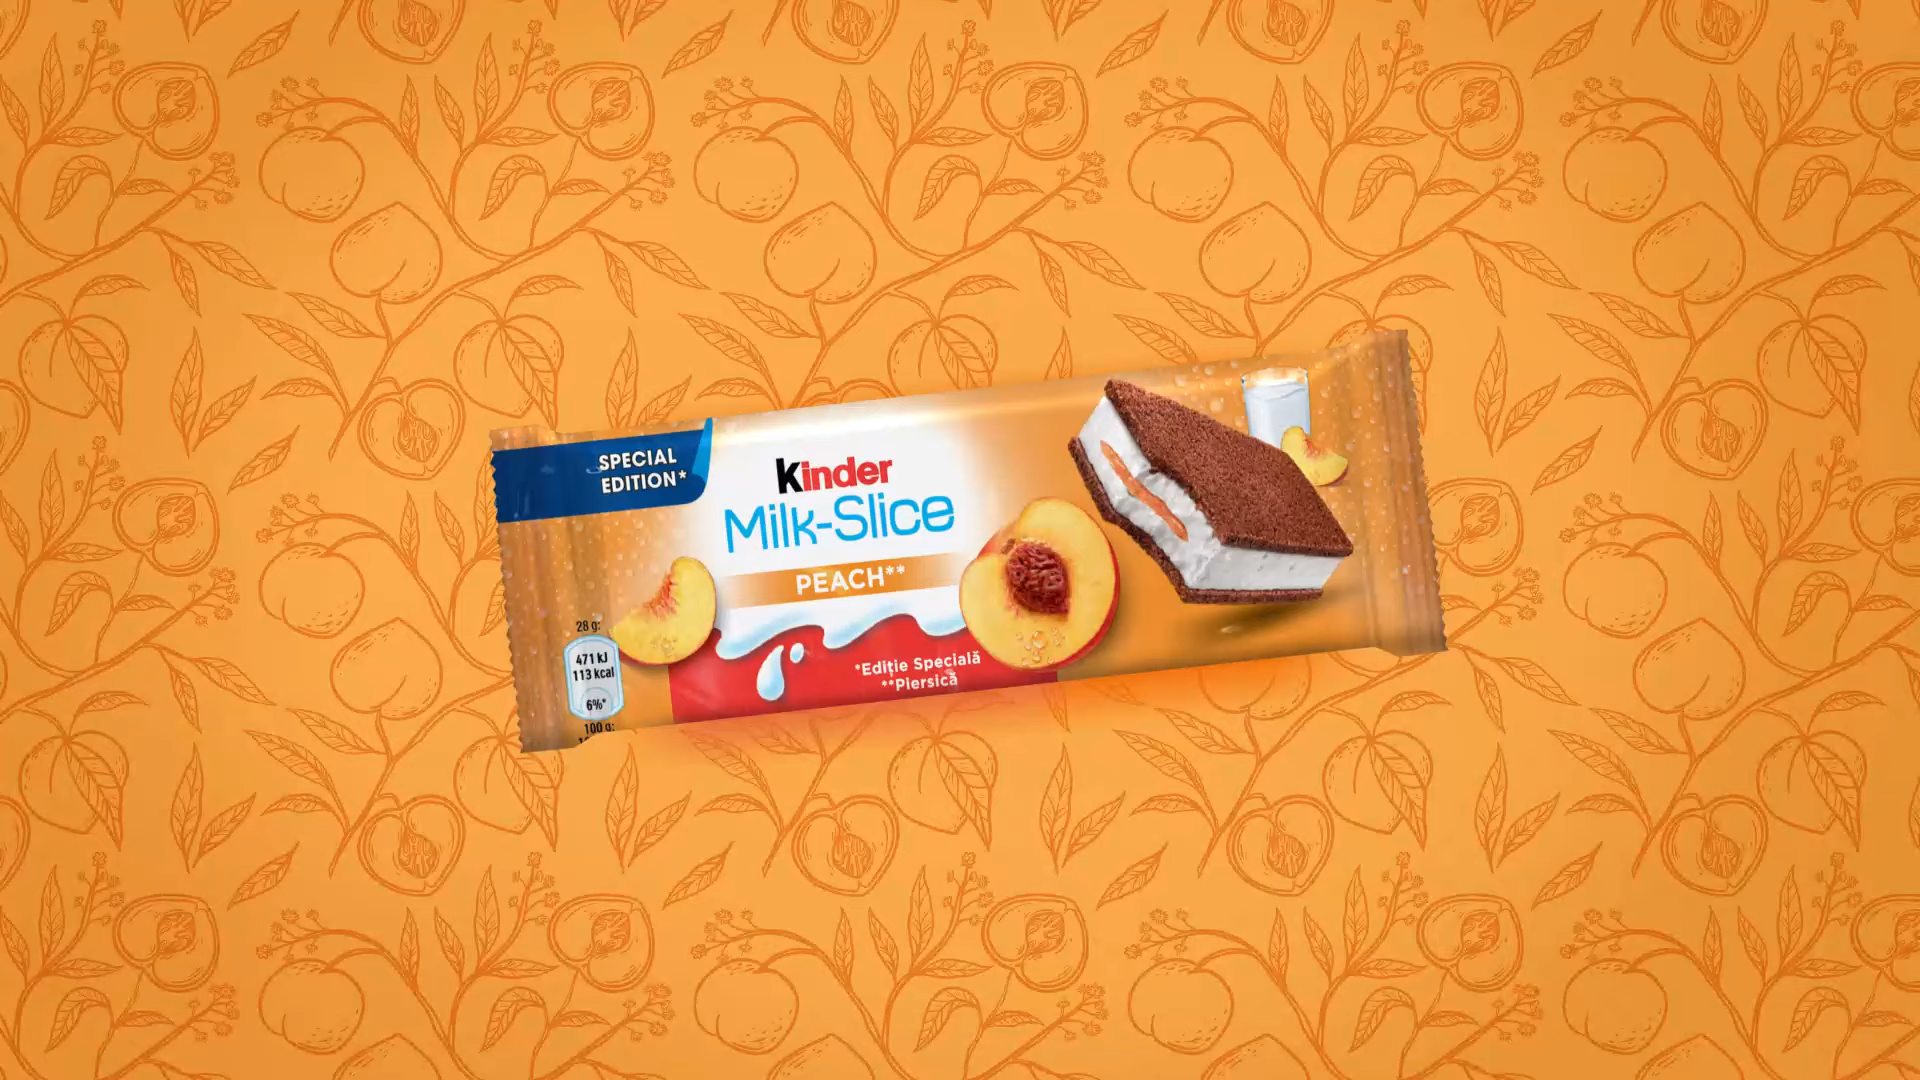 SPECIAL
EDITION*
Kinder
Milk-Slice
PEACH**
28 g:
471 kJ
113 kcal
6%*
100 g:
*Ediție Specială
**Piersică